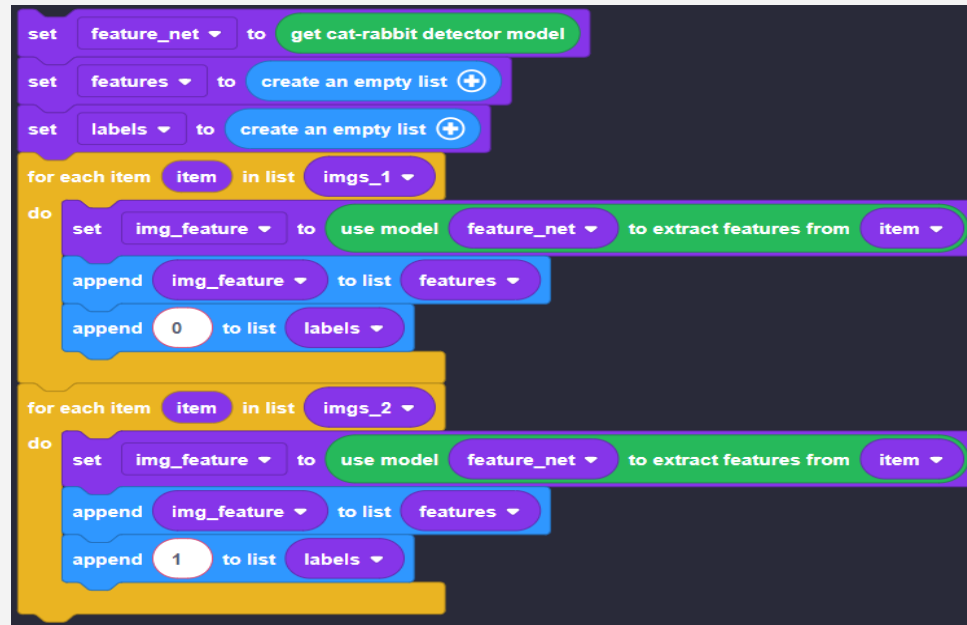 set feature_net to get cat-rabbit detector model
set features to create an empty list
set labels to create an empty list
for each item item in list imgs_1
do
set img_feature to use model feature_net to extract features from item
append img_feature to list features
append 0 to list labels
for each item item in list imgs_2
do
set img_feature to use model feature_net to extract features from item
append img_feature to list features
append 1 to list labels